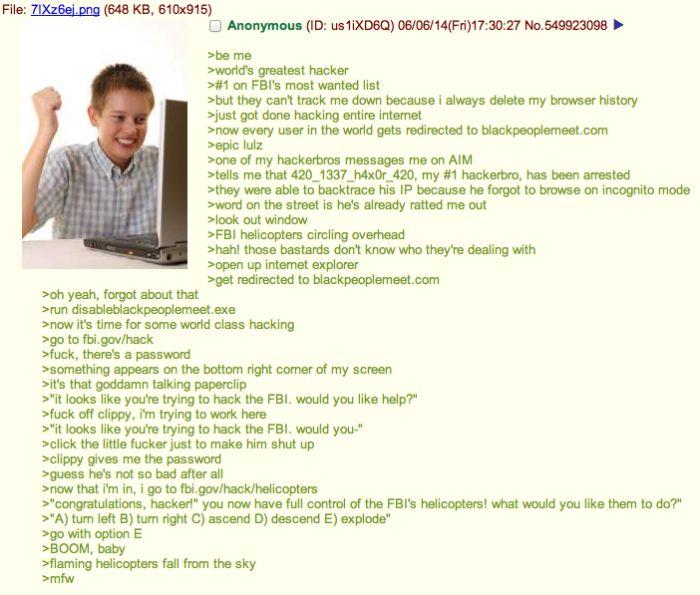 File: 7IXz6ej.png (648 KB, 610x915)
Anonymous (ID: us1iXD6Q) 06/06/14(Fri)17:30:27 No.549923098
>be me
>world's greatest hacker
>#1 on FBI's most wanted list
>but they can't track me down because i always delete my browser history
>just got done hacking entire internet
>now every user in the world gets redirected to blackpeoplemeet.com
>epic lulz
>one of my hackerbros messages me on AIM
>tells me that 420_1337_h4x0r_420, my #1 hackerbro, has been arrested
>they were able to backtrace his IP because he forgot to browse on incognito mode
>word on the street is he's already ratted me out
>look out window
>FBI helicopters circling overhead
>hah! those bastards don't know who they're dealing with
>open up internet explorer
>get redirected to blackpeoplemeet.com
>oh yeah, forgot about that
>run disableblackpeoplemeet.exe
>now it's time for some world class hacking
>go to fbi.gov/hack
>fuck, there's a password
>something appears on the bottom right corner of my screen
>it's that goddamn talking paperclip
>"it looks like you're trying to hack the FBI. would you like help?"
>fuck off clippy, i'm trying to work here
>"it looks like you're trying to hack the FBI. would you-"
>click the little fucker just to make him shut up
>clippy gives me the password
>guess he's not so bad after all
>now that i'm in, i go to fbi.gov/hack/helicopters
>"congratulations, hacker!" you now have full control of the FBI's helicopters! what would you like them to do?"
>"A) turn left B) turn right C) ascend D) descend E) explode"
>go with option E
>BOOM, baby
>flaming helicopters fall from the sky
>mfw